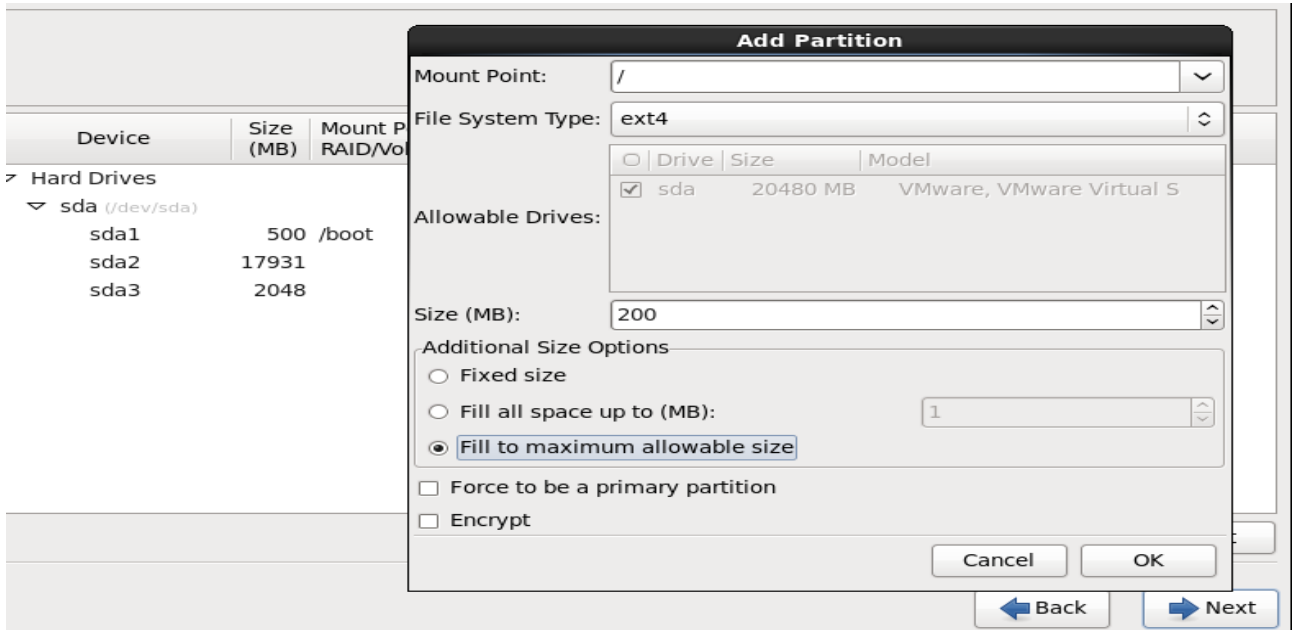 Add Partition
Mount Point: /
File System Type: ext4
Device Size (MB) Mount P RAID/Vol
Drive Size Model
sda 20480 MB VMware, VMware Virtual S
Allowable Drives:
Hard Drives
sda (/dev/sda)
sda1 500 /boot
sda2 17931
sda3 2048
Size (MB): 200
Additional Size Options
Fixed size
Fill all space up to (MB): 1
Fill to maximum allowable size
Force to be a primary partition
Encrypt
Cancel OK
Back Next